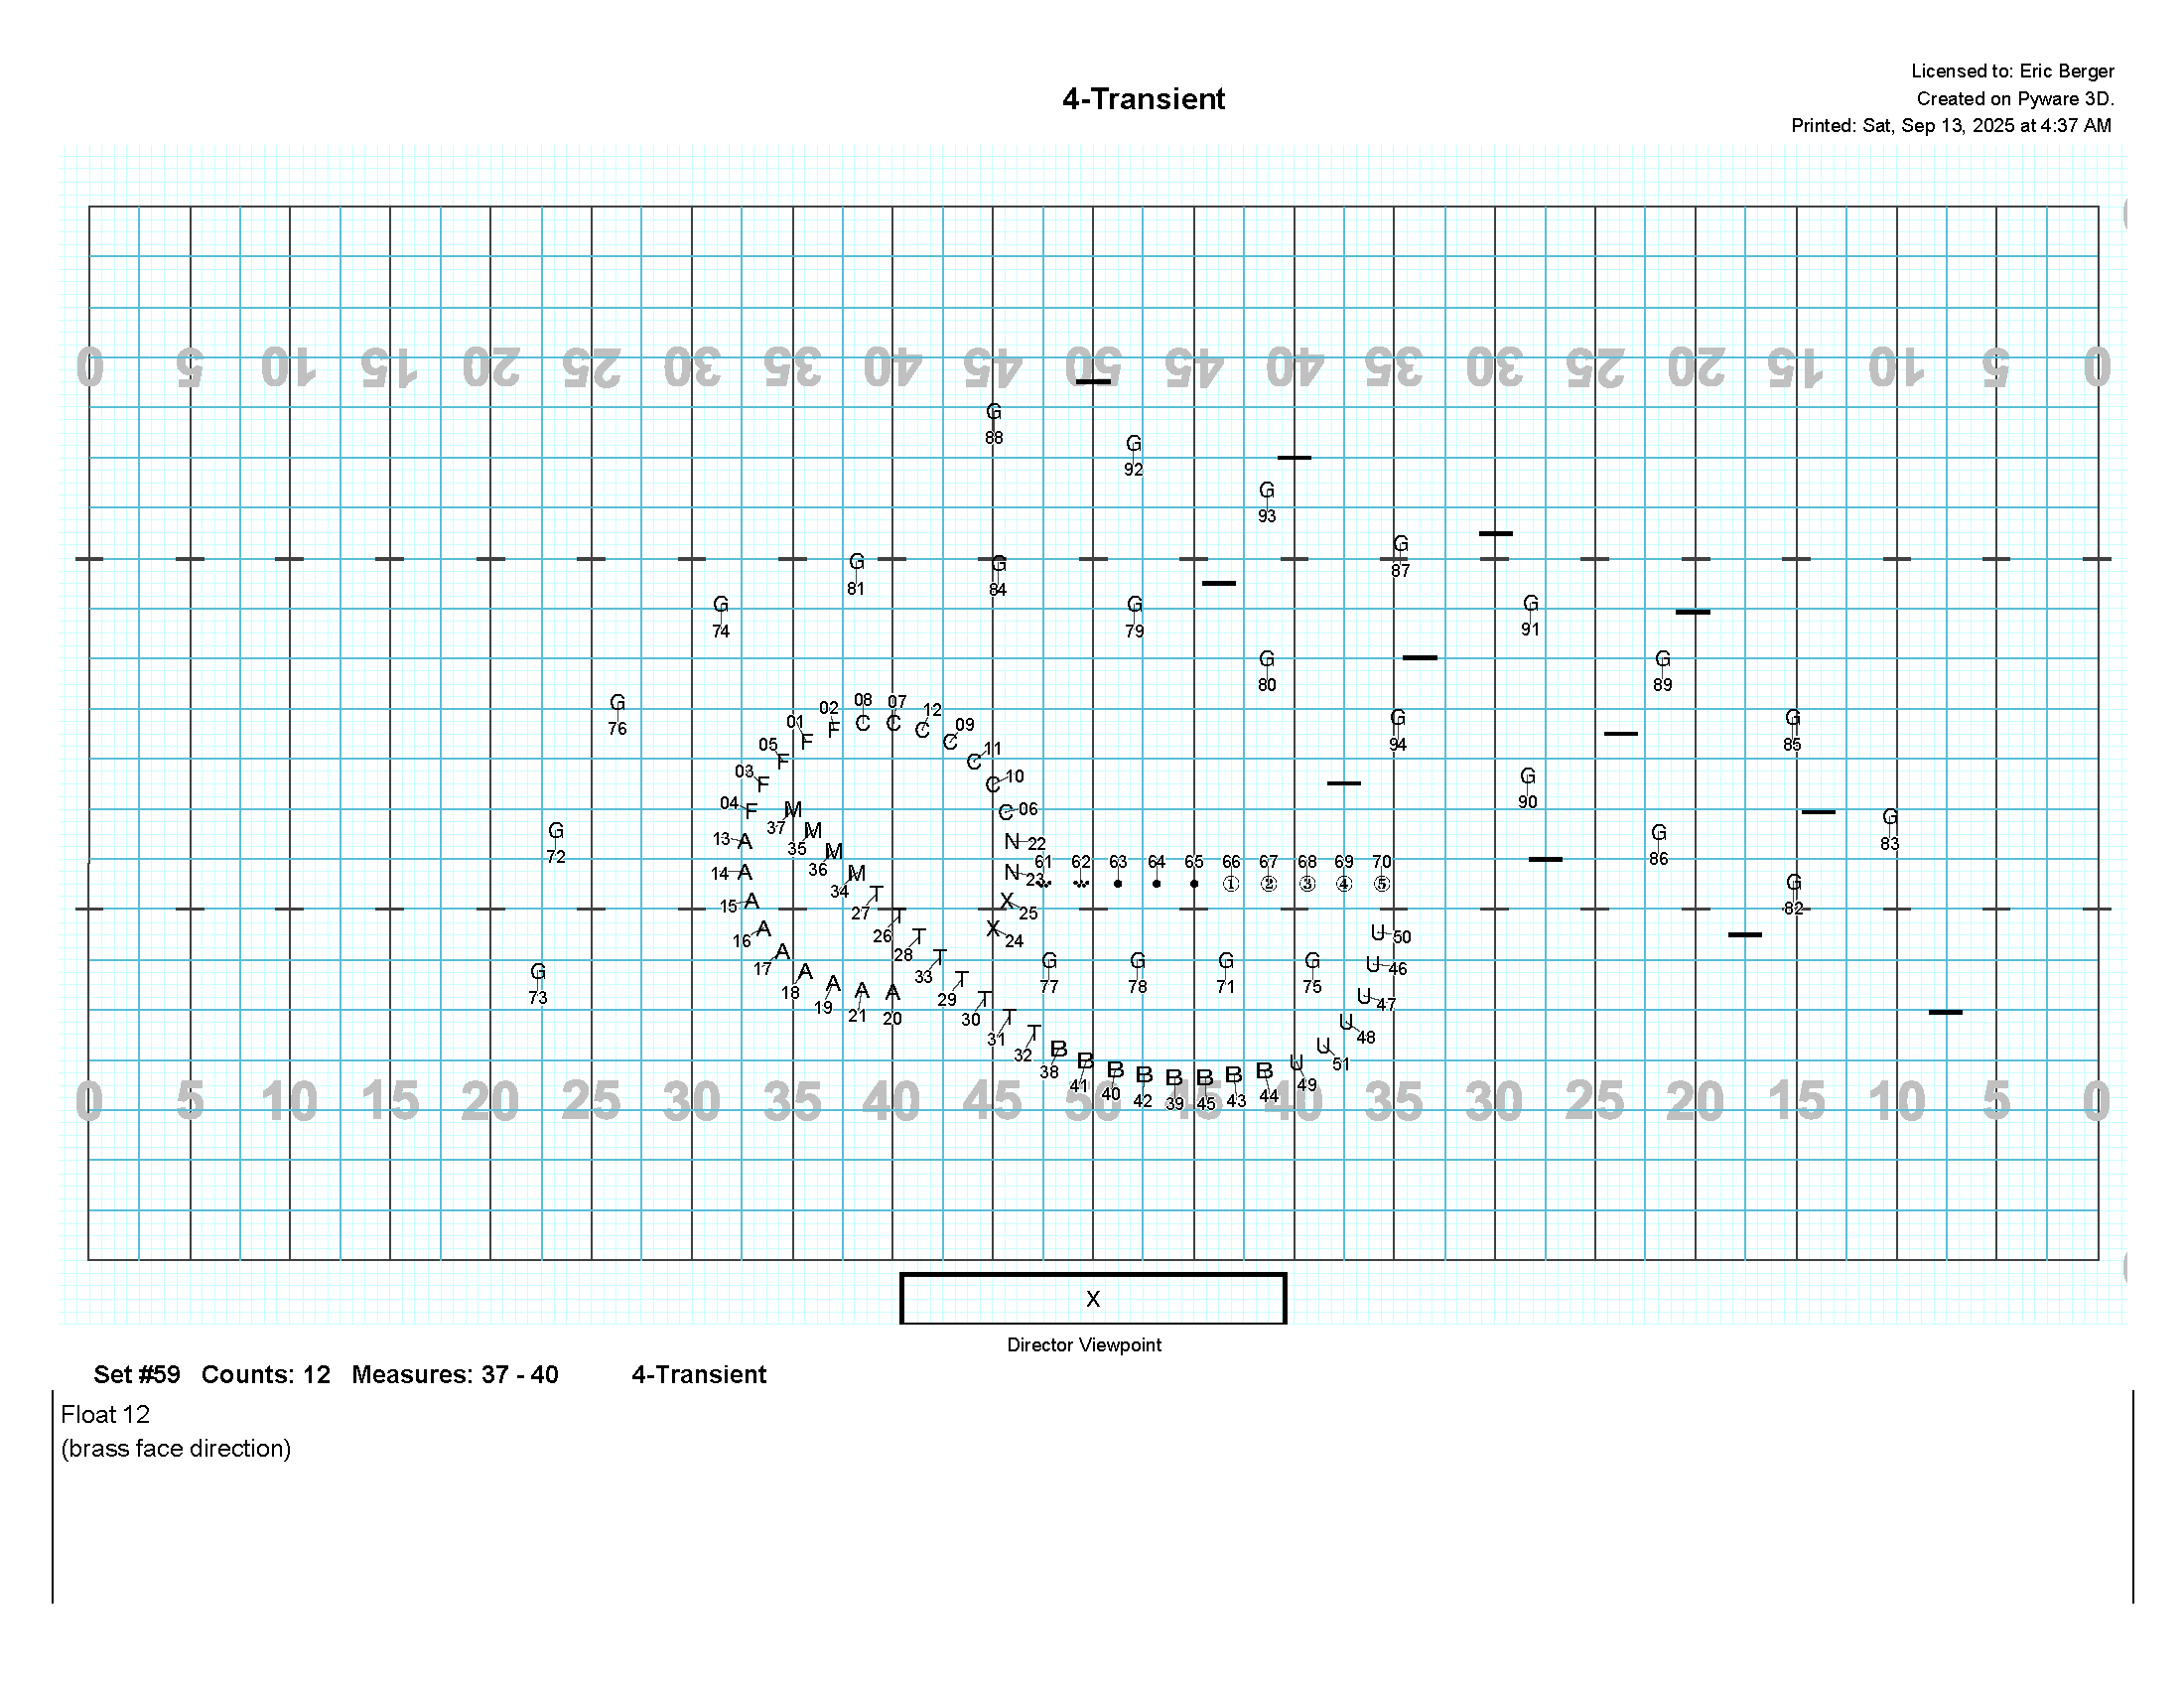 Licensed to: Eric Berger
4-Transient
Created on Pyware 3D.
Printed: Sat, Sep 13, 2025 at 4:37 AM
0 5 10 15 20 25 30 35 40 45 50 45 40 35 30 25 20 15 10 5 0
G
88
G
92
G
93
G
87
G
81
G
84
G
74
G
79
G
91
G
80
G
89
G
76
G
94
G
85
G
90
G
72
G
86
G
83
G
82
G
73
G
77
G
78
G
71
G
75
01 02 08 07 12 09
F F C C C C
05 F C 11
03 F C 10
04 F C 06
M 37
M 35
M 36
M 34
13 A N 22
14 A N 23
15 A X 25
16 A X 24
17 A
A 18
A 19
A 21
A 20
T 27
T 26
T 28
T 33
T 29
T 30
T 31
T 32
61 62 63 64 65 66 67 68 69 70
① ② ③ ④ ⑤
U 50
U 46
U 47
U 48
U 51
U 49
B B B B B B B B
38 41 40 42 39 45 43 44
0 5 10 15 20 25 30 35 40 45 50 45 40 35 30 25 20 15 10 5 0
X
Director Viewpoint
Set #59 Counts: 12 Measures: 37 - 40 4-Transient
Float 12
(brass face direction)